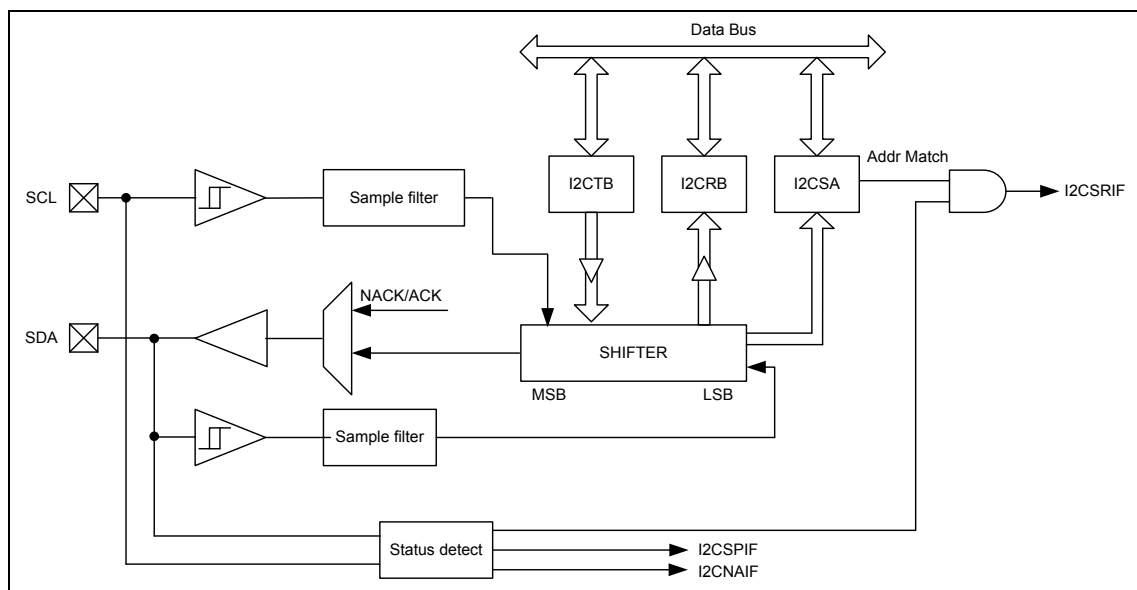 Data Bus
Addr Match
I2CTB
I2CRB
I2CSA
I2CSRIF
SCL
Sample filter
NACK/ACK
SDA
SHIFTER
MSB
LSB
Sample filter
Status detect
I2CSPIF
I2CNAIF